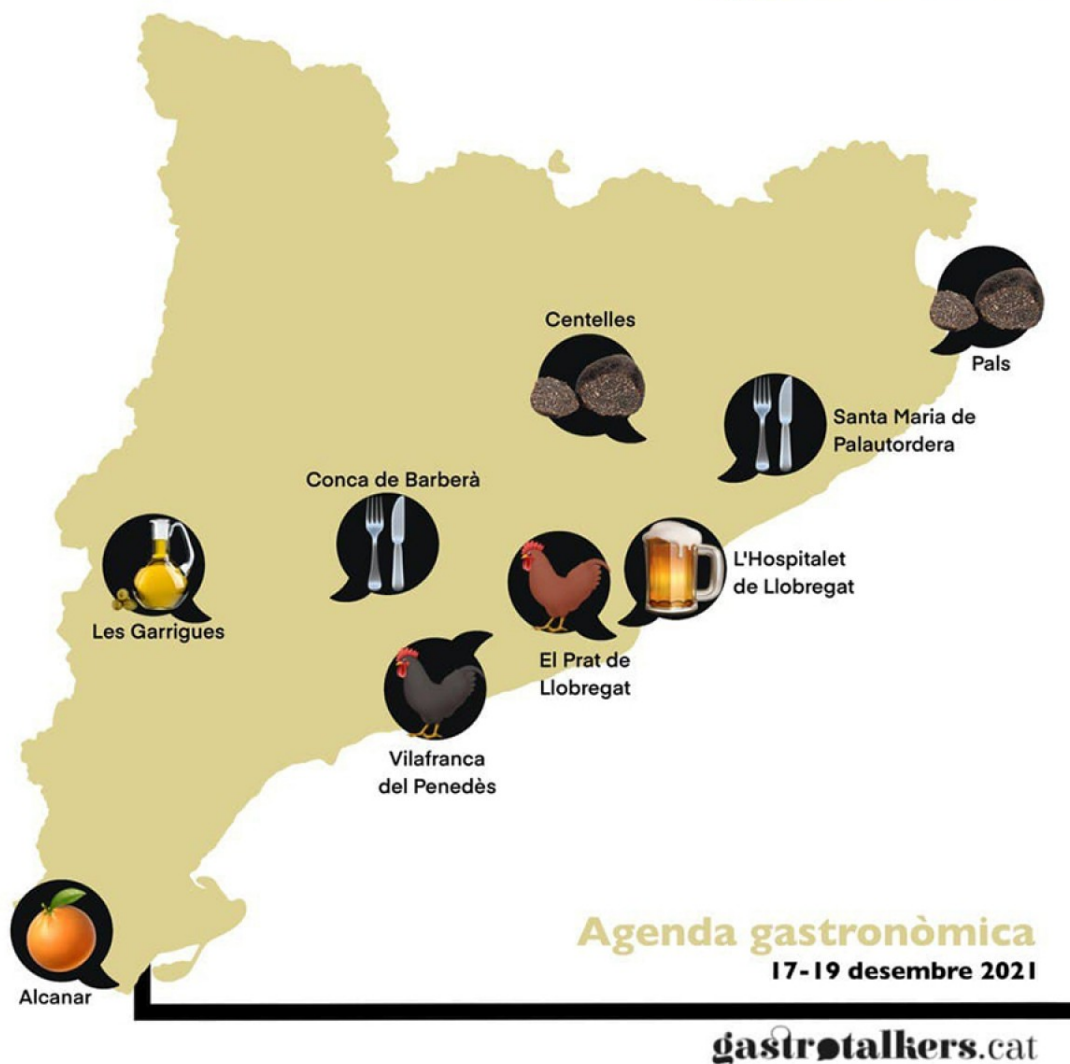 Centelles
Pals
Santa Maria de
Palautordera
Conca de Barberà
L'Hospitalet
de Llobregat
Les Garrigues
El Prat de
Llobregat
Vilafranca
del Penedès
Alcanar
Agenda gastronòmica
17-19 desembre 2021
gastrotalkers.cat